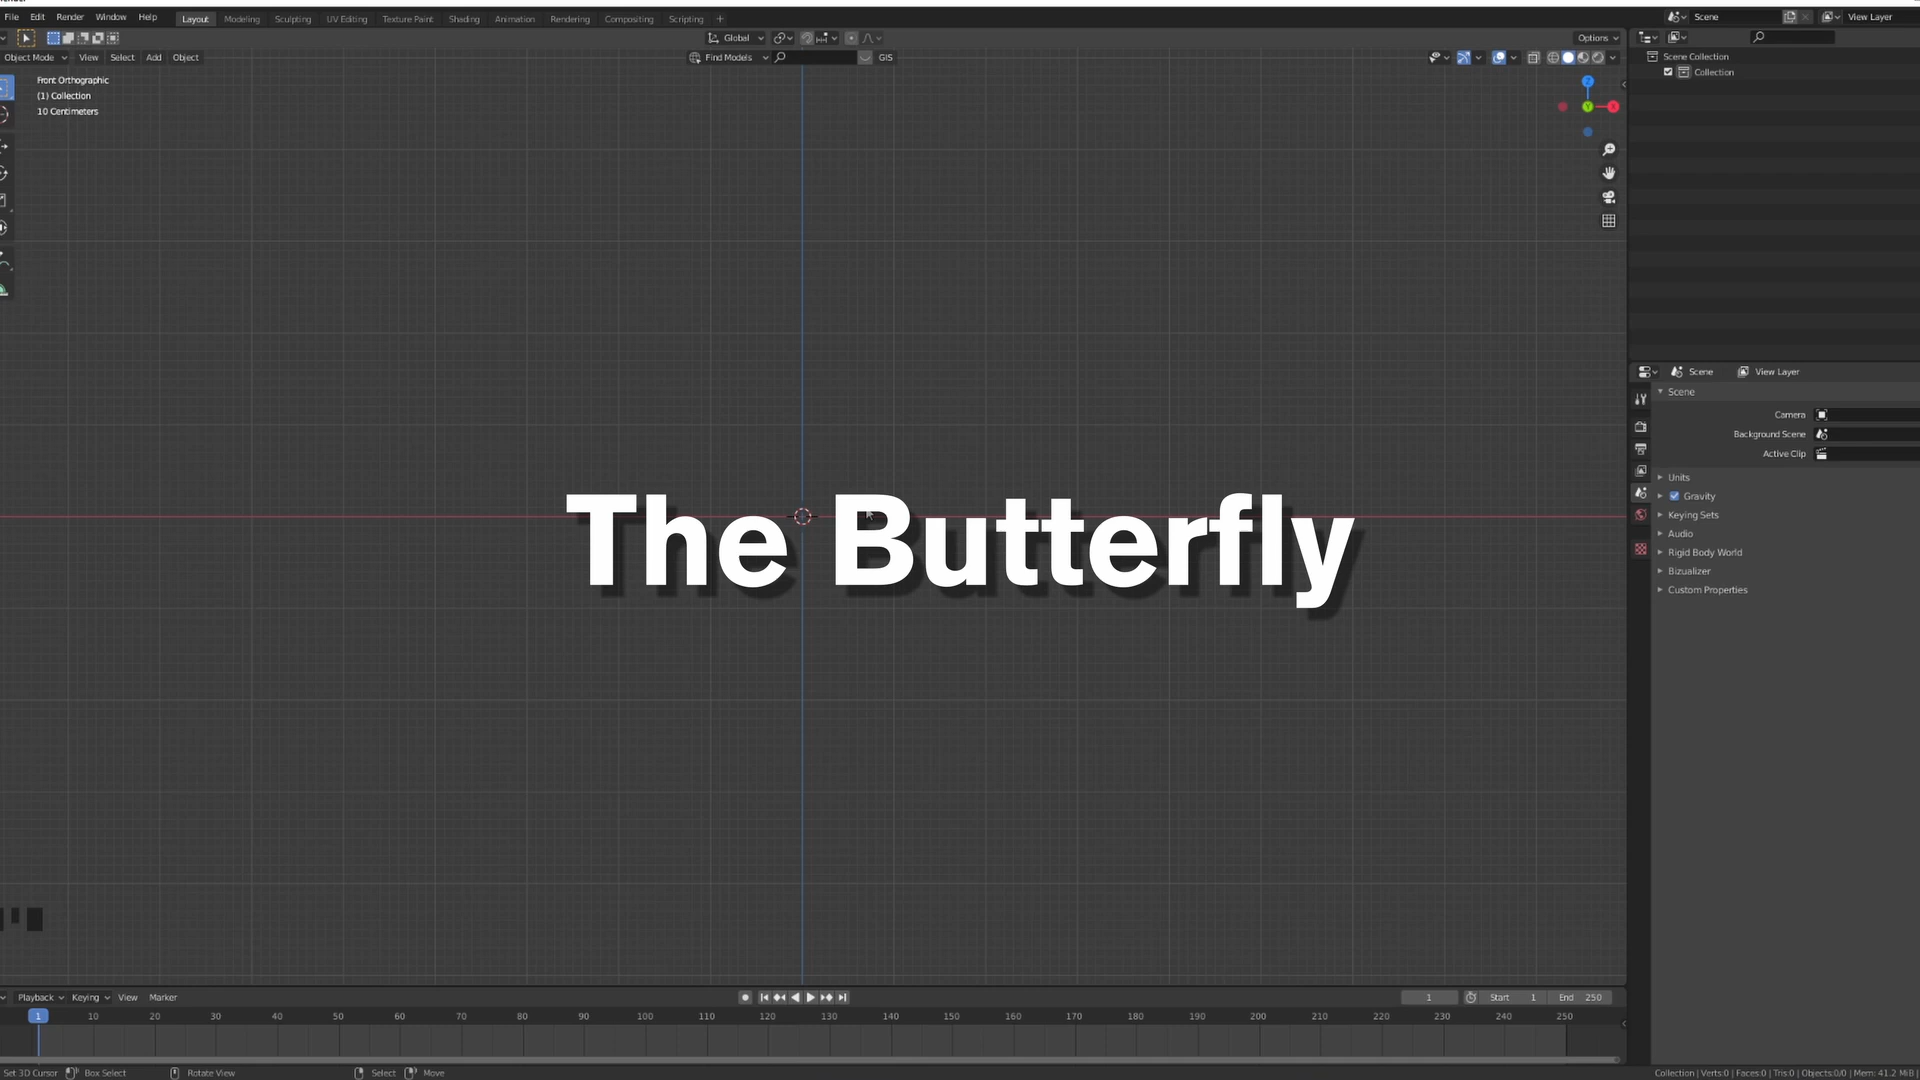 File Edit Render Window Help Layout Modeling Sculpting UV Editing Texture Paint Shading Animation Rendering Compositing Scripting + Scene View Layer
Global Options
Object Mode View Select Add Object Find Models GIS
Scene Collection
Collection
Front Orthographic
(1) Collection
10 Centimeters
Z
Y X
Scene View Layer
Scene
Camera
Background Scene
Active Clip
Units
Gravity
Keying Sets
Audio
Rigid Body World
Bizualizer
Custom Properties
The Butterfly
Playback Keying View Marker 1 Start 1 End 250
1 10 20 30 40 50 60 70 80 90 100 110 120 130 140 150 160 170 180 190 200 210 220 230 240 250
Set 3D Cursor Box Select Rotate View Select Move Collection | Verts:0 | Faces:0 | Tris:0 | Objects:0/0 | Mem: 41.2 MiB |